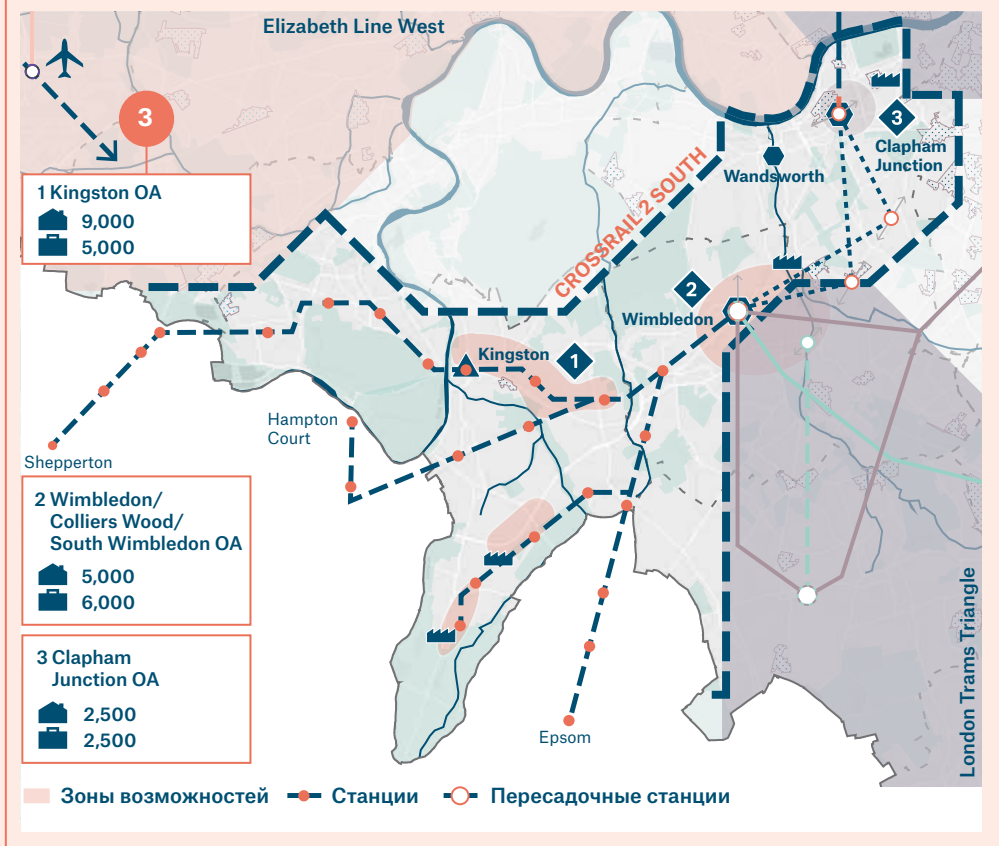 Elizabeth Line West
3
1 Kingston OA
9,000
5,000
CROSSRAIL 2 SOUTH
3
Clapham
Junction
Wandsworth
2
Wimbledon
Kingston
1
Hampton
Court
Shepperton
2 Wimbledon/
Colliers Wood/
South Wimbledon OA
5,000
6,000
3 Clapham
Junction OA
2,500
2,500
Epsom
London Trams Triangle
Зоны возможностей
Станции
Пересадочные станции